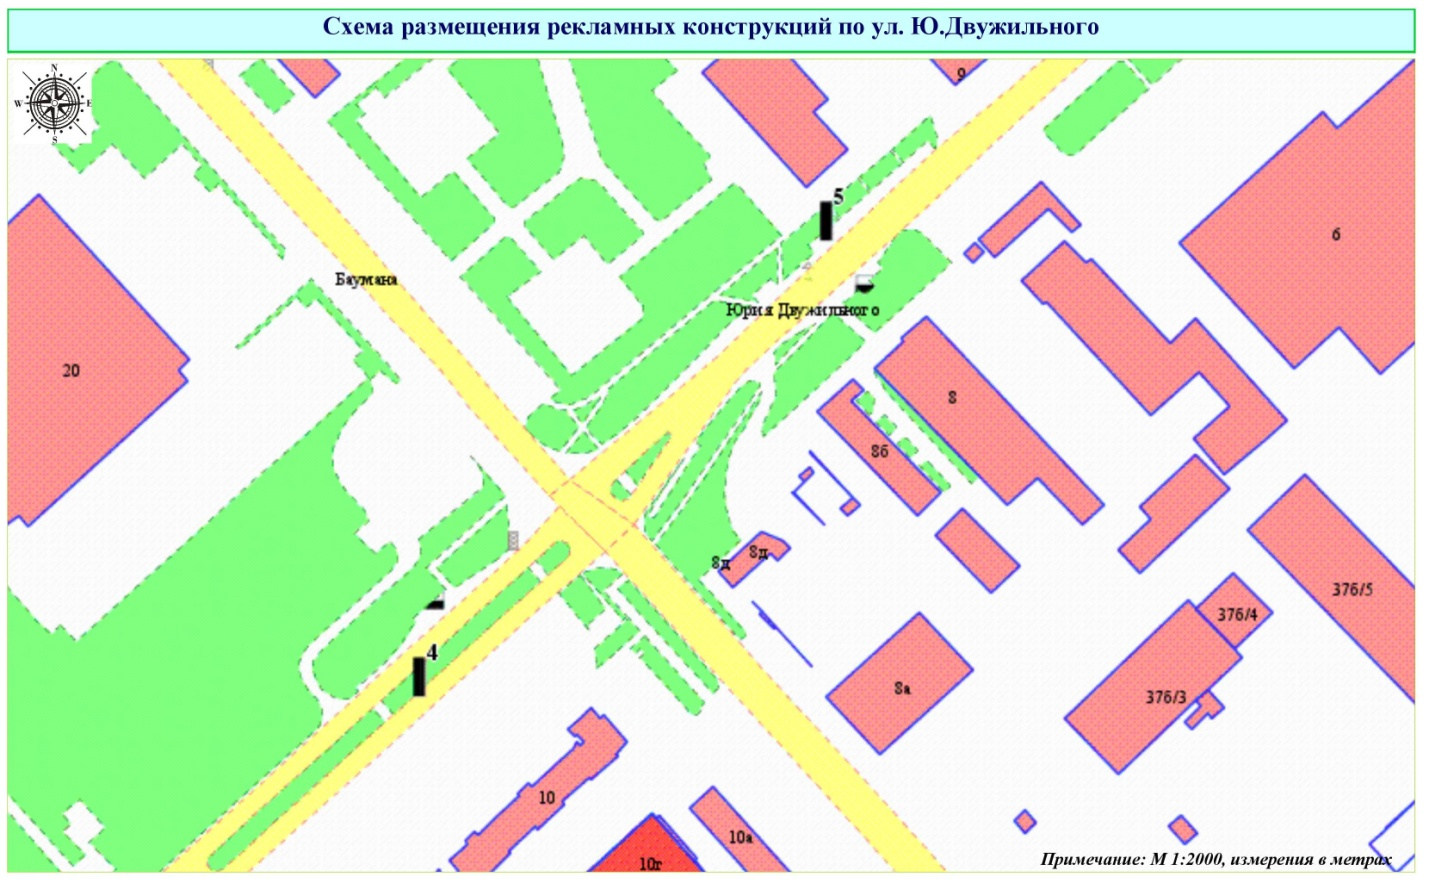 Схема размещения рекламных конструкций по ул. Ю.Двужильного
N
W E
S
9
5
6
Баумана
Юрия Двужильного
20
8
8б
8д 8д
376/5
376/4
4
8а
376/3
10
10а
10г
Примечание: М 1:2000, измерения в метрах